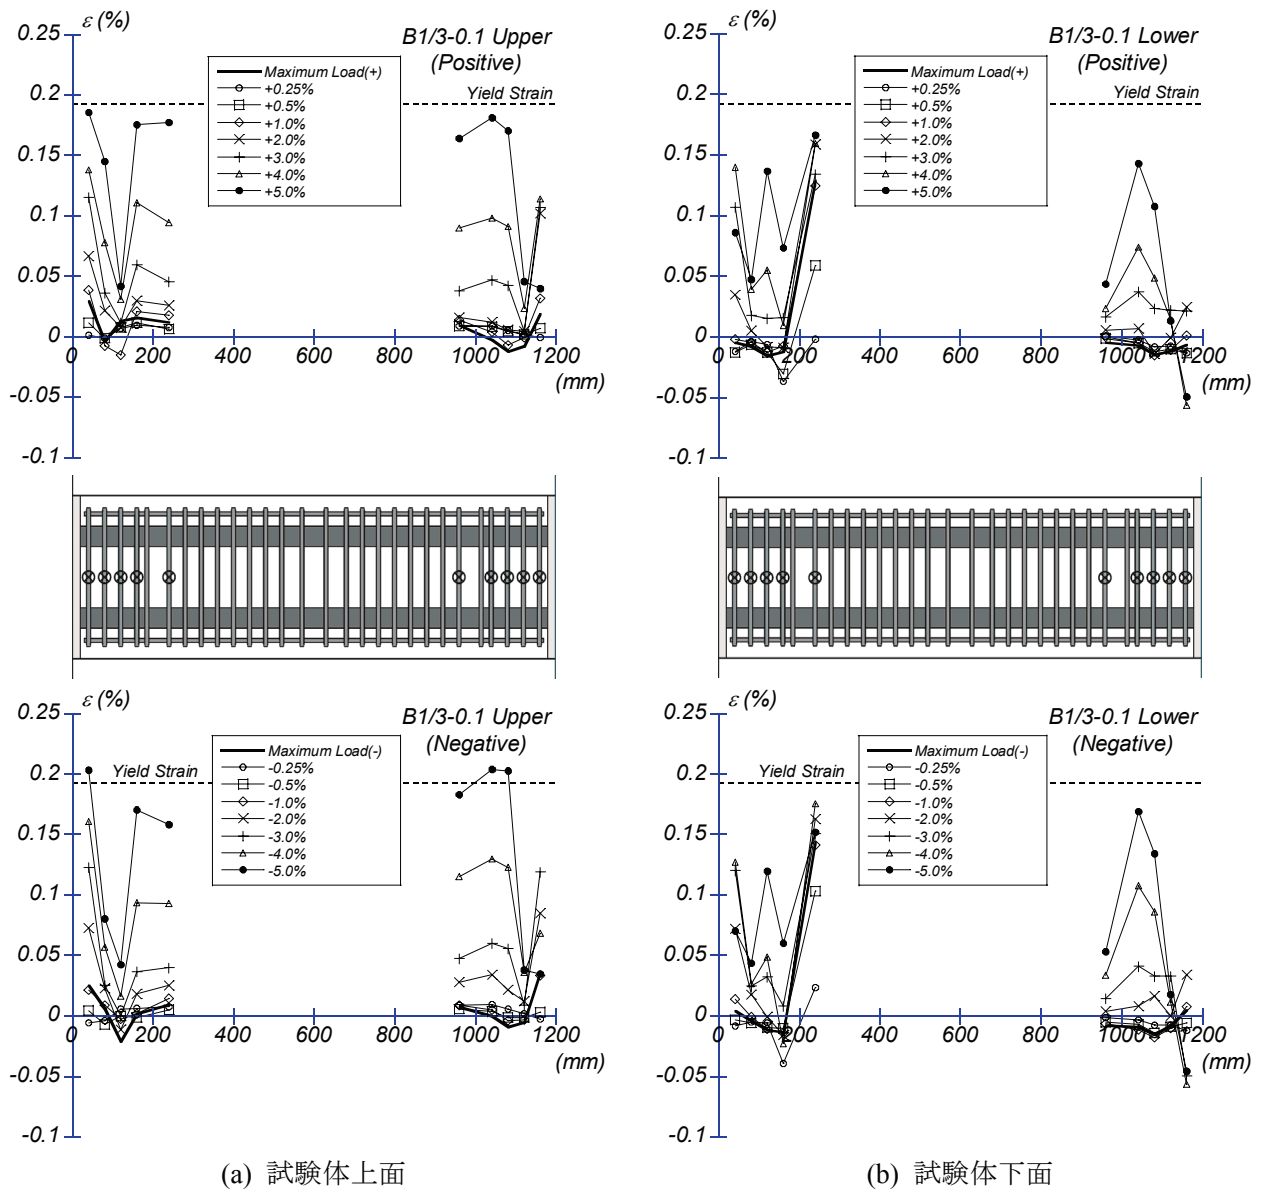 ε (%)
B1/3-0.1 Upper
(Positive)
0.25
0.2
0.15
0.1
0.05
0
-0.05
-0.1
Maximum Load(+)
+0.25%
+0.5%
+1.0%
+2.0%
+3.0%
+4.0%
+5.0%
Yield Strain
0 200 400 600 800 1000 1200
(mm)
ε (%)
B1/3-0.1 Lower
(Positive)
0.25
0.2
0.15
0.1
0.05
0
-0.05
-0.1
Maximum Load(+)
+0.25%
+0.5%
+1.0%
+2.0%
+3.0%
+4.0%
+5.0%
Yield Strain
0 200 400 600 800 1000 1200
(mm)
ε (%)
B1/3-0.1 Upper
(Negative)
0.25
0.2
0.15
0.1
0.05
0
-0.05
-0.1
Maximum Load(-)
-0.25%
-0.5%
-1.0%
-2.0%
-3.0%
-4.0%
-5.0%
Yield Strain
0 200 400 600 800 1000 1200
(mm)
ε (%)
B1/3-0.1 Lower
(Negative)
0.25
0.2
0.15
0.1
0.05
0
-0.05
-0.1
Maximum Load(-)
-0.25%
-0.5%
-1.0%
-2.0%
-3.0%
-4.0%
-5.0%
Yield Strain
0 200 400 600 800 1000 1200
(mm)
(a) 試験体上面
(b) 試験体下面